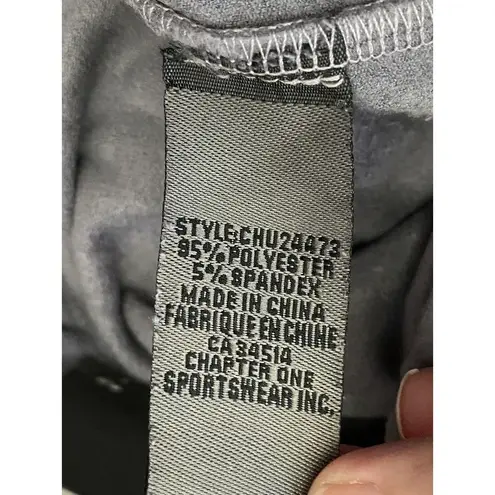 STYLE:CHU24473
95% POLYESTER
5% SPANDEX
MADE IN CHINA
FABRIQUE EN CHINE
CA 34514
CHAPTER ONE
SPORTSWEAR INC.